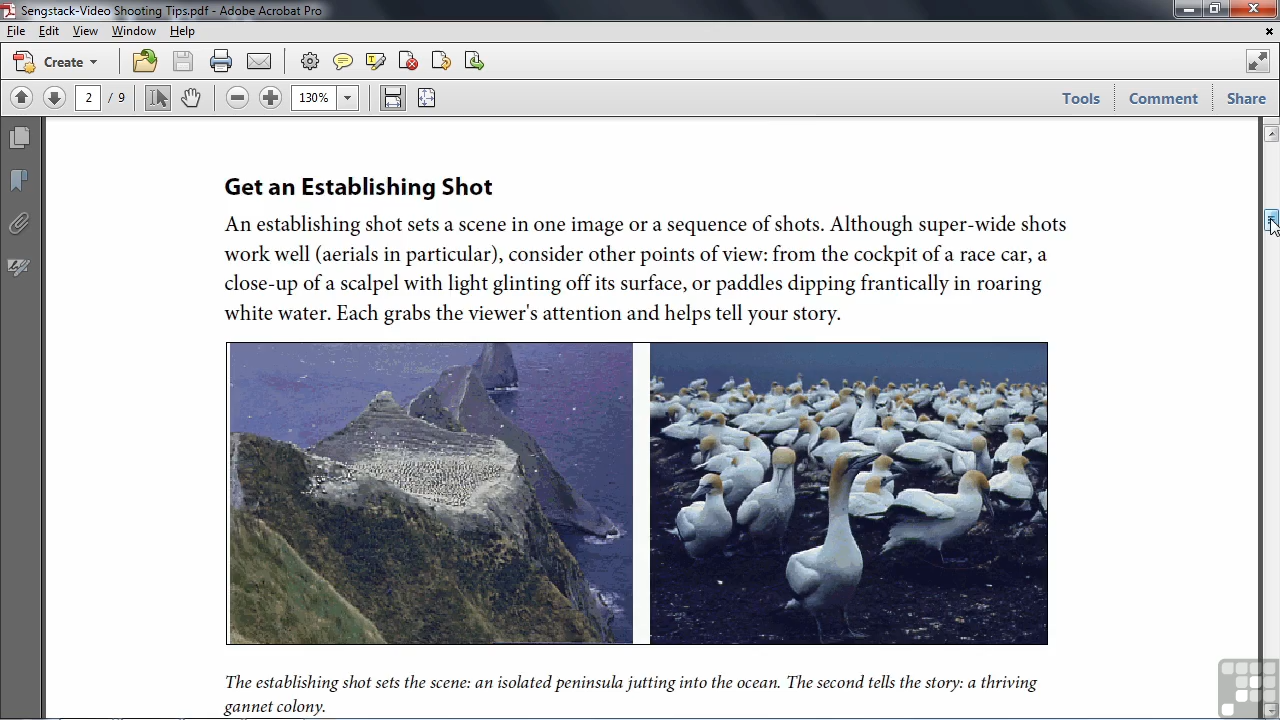 Sengstack-Video Shooting Tips.pdf - Adobe Acrobat Pro
File Edit View Window Help
Create
2 / 9 130% Tools Comment Share
Get an Establishing Shot
An establishing shot sets a scene in one image or a sequence of shots. Although super-wide shots
work well (aerials in particular), consider other points of view: from the cockpit of a race car, a
close-up of a scalpel with light glinting off its surface, or paddles dipping frantically in roaring
white water. Each grabs the viewer's attention and helps tell your story.
The establishing shot sets the scene: an isolated peninsula jutting into the ocean. The second tells the story: a thriving
gannet colony.